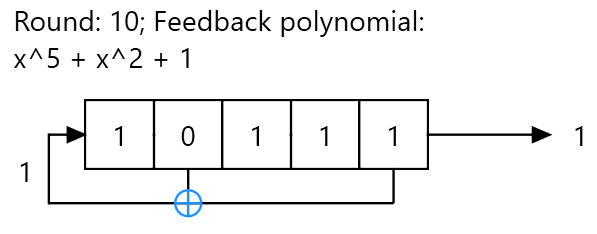 Round: 10; Feedback polynomial:
x^5 + x^2 + 1
1 0 1 1 1 1
1